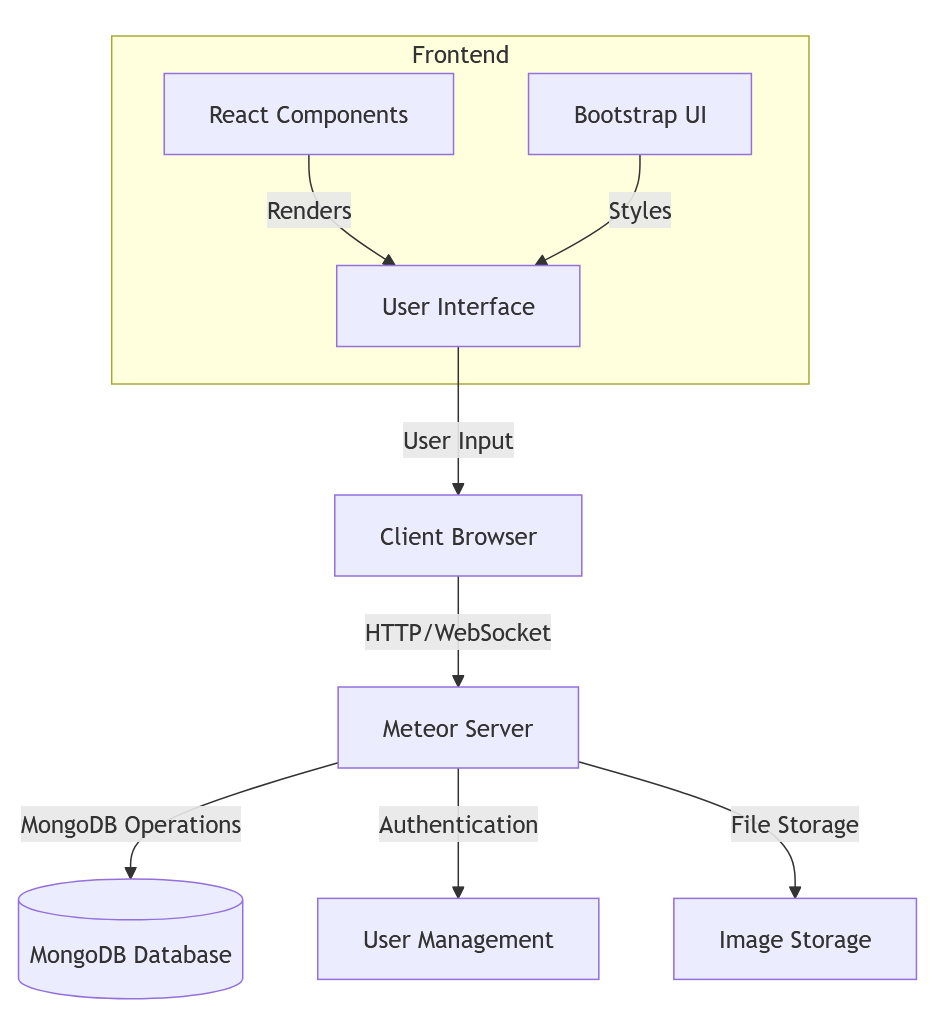 Frontend
React Components
Bootstrap UI
Renders
Styles
User Interface
User Input
Client Browser
HTTP/WebSocket
Meteor Server
MongoDB Operations
Authentication
File Storage
MongoDB Database
User Management
Image Storage